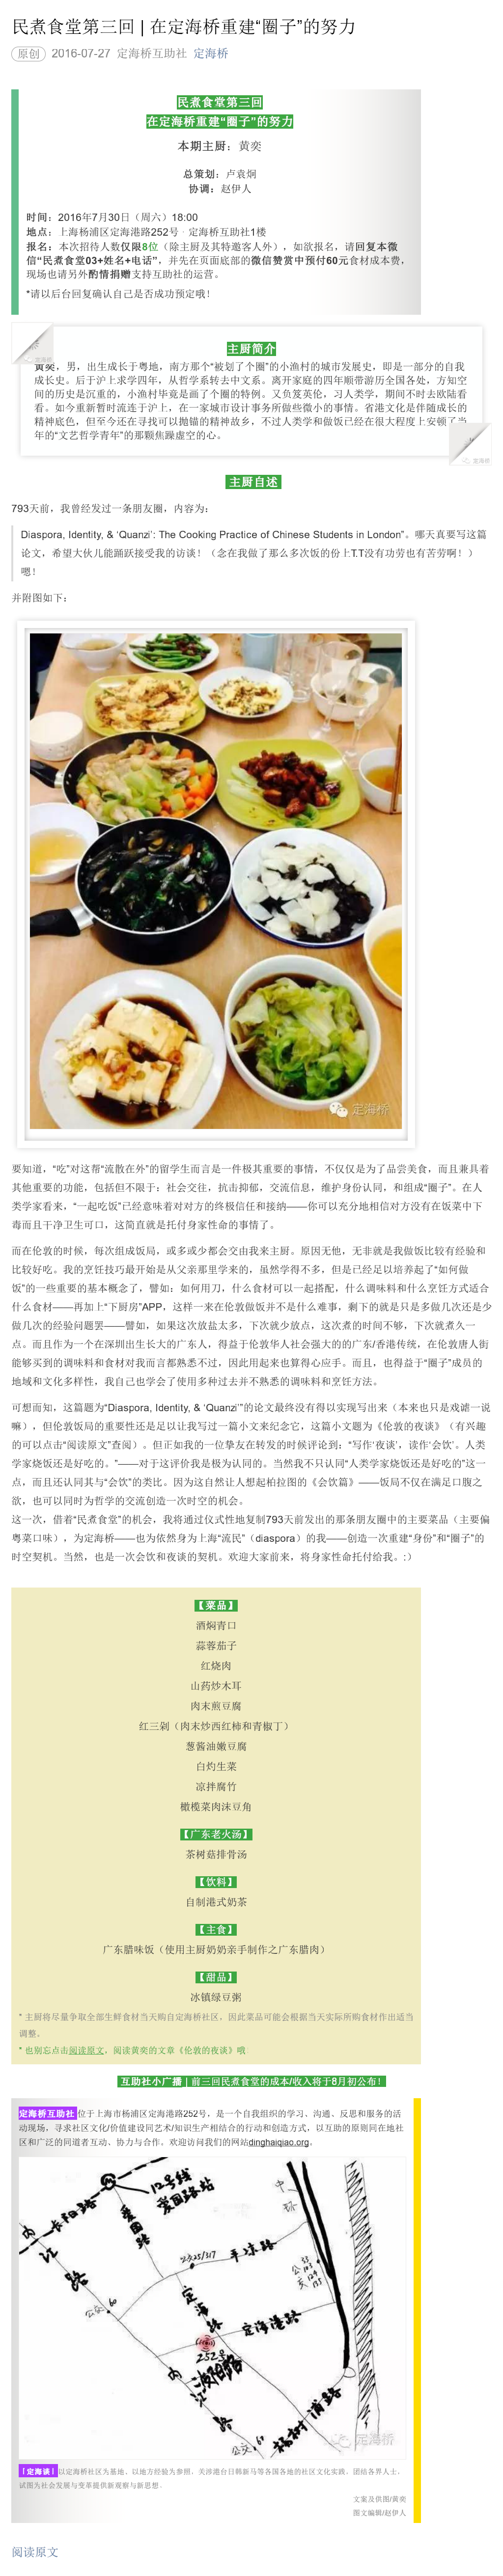 民煮食堂第三回 | 在定海桥重建“圈子”的努力
原创 2016-07-27 定海桥互助社 定海桥
民煮食堂第三回
在定海桥重建“圈子”的努力
本期主厨：黄奕
总策划：卢袁炯
协调：赵伊人
时间：2016年7月30日（周六）18:00
地点：上海杨浦区定海港路252号 · 定海桥互助社1楼
报名：本次招待人数仅限8位（除主厨及其特邀客人外），如欲报名，请回复本微
信“民煮食堂03+姓名+电话”，并先在页面底部的微信赞赏中预付60元食材成本费，
现场也请另外酌情捐赠支持互助社的运营。
*请以后台回复确认自己是否成功预定哦！
主厨简介
黄奕，男，出生成长于粤地，南方那个“被划了个圈”的小渔村的城市发展史，即是一部分的自我
成长史。后于沪上求学四年，从哲学系转去中文系。离开家庭的四年顺带游历全国各处，方知空
间的历史是沉重的，小渔村毕竟是画了个圈的特例。又负笈英伦，习人类学，期间不时去欧陆看
看。如今重新暂时流连于沪上，在一家城市设计事务所做些微小的事情。省港文化是伴随成长的
精神底色，但至今还在寻找可以抛锚的精神故乡，不过人类学和做饭已经在很大程度上安顿了当
年的“文艺哲学青年”的那颗焦躁虚空的心。
定海桥
定海桥
主厨自述
793天前，我曾经发过一条朋友圈，内容为：
Diaspora, Identity, & ‘Quanzi’: The Cooking Practice of Chinese Students in London”。哪天真要写这篇
论文，希望大伙儿能踊跃接受我的访谈！（念在我做了那么多次饭的份上T.T没有功劳也有苦劳啊！）
嗯！
并附图如下：
定海桥
要知道，“吃”对这帮“流散在外”的留学生而言是一件极其重要的事情，不仅仅是为了品尝美食，而且兼具着
其他重要的功能，包括但不限于：社会交往，抗击抑郁，交流信息，维护身份认同，和组成“圈子”。在人
类学家看来，“一起吃饭”已经意味着对对方的终极信任和接纳——你可以充分地相信对方没有在饭菜中下
毒而且干净卫生可口，这简直就是托付身家性命的事情了。
而在伦敦的时候，每次组成饭局，或多或少都会交由我来主厨。原因无他，无非就是我做饭比较有经验和
比较好吃。我的烹饪技巧最开始是从父亲那里学来的，虽然学得不多，但是已经足以培养起了“如何做
饭”的一些重要的基本概念了，譬如：如何用刀，什么食材可以一起搭配，什么调味料和什么烹饪方式适合
什么食材——再加上“下厨房”APP，这样一来在伦敦做饭并不是什么难事，剩下的就是只是多做几次还是少
做几次的经验问题罢——譬如，如果这次放盐太多，下次就少放点，这次煮的时间不够，下次就煮久一
点。而且作为一个在深圳出生长大的广东人，得益于伦敦华人社会强大的的广东/香港传统，在伦敦唐人街
能够买到的调味料和食材对我而言都熟悉不过，因此用起来也算得心应手。而且，也得益于“圈子”成员的
地域和文化多样性，我自己也学会了使用多种过去并不熟悉的调味料和烹饪方法。
可想而知，这篇题为“Diaspora, Identity, & ‘Quanzi’”的论文最终没有得以实现写出来（本来也只是戏谑一说
嘛），但伦敦饭局的重要性还是足以让我写过一篇小文来纪念它，这篇小文题为《伦敦的夜谈》（有兴趣
的可以点击“阅读原文”查阅）。但正如我的一位挚友在转发的时候评论到：“写作‘夜谈’，读作‘会饮’。人类
学家烧饭还是好吃的。”——对于这评价我是极为认同的。当然我不只认同“人类学家烧饭还是好吃的”这一
点，而且还认同其与“会饮”的类比。因为这自然让人想起柏拉图的《会饮篇》——饭局不仅在满足口腹之
欲，也可以同时为哲学的交流创造一次时空的机会。
这一次，借着“民煮食堂”的机会，我将通过仪式性地复制793天前发出的那条朋友圈中的主要菜品（主要偏
粤菜口味），为定海桥——也为依然身为上海“流民”（diaspora）的我——创造一次重建“身份”和“圈子”的
时空契机。当然，也是一次会饮和夜谈的契机。欢迎大家前来，将身家性命托付给我。;）
【菜品】
酒焖青口
蒜蓉茄子
红烧肉
山药炒木耳
肉末煎豆腐
红三剁（肉末炒西红柿和青椒丁）
葱酱油嫩豆腐
白灼生菜
凉拌腐竹
橄榄菜肉沫豆角
【广东老火汤】
茶树菇排骨汤
【饮料】
自制港式奶茶
【主食】
广东腊味饭（使用主厨奶奶亲手制作之广东腊肉）
【甜品】
冰镇绿豆粥
* 主厨将尽量争取全部生鲜食材当天购自定海桥社区，因此菜品可能会根据当天实际所购食材作出适当
调整。
* 也别忘点击阅读原文，阅读黄奕的文章《伦敦的夜谈》哦
互助社小广播 | 前三回民煮食堂的成本/收入将于8月初公布！
定海桥互助社 位于上海市杨浦区定海港路252号，是一个自我组织的学习、沟通、反思和服务的活
动现场，寻求社区文化/价值建设同艺术/知识生产相结合的行动和创造方式，以互助的原则同在地社
区和广泛的同道者互动、协力与合作。欢迎访问我们的网站dinghaiqiao.org。
12号线
爱国路站
爱国路
长阳路
内江路
中环
平凉路
定海路
定海港路
252号
定海桥
「定海谈」以定海桥社区为基地，以地方经验为参照，关涉港台日韩新马等各国各地的社区文化实践，团结各界人士，
试图为社会发展与变革提供新观察与新思想。
文案及供图/黄奕
图文编辑/赵伊人
阅读原文